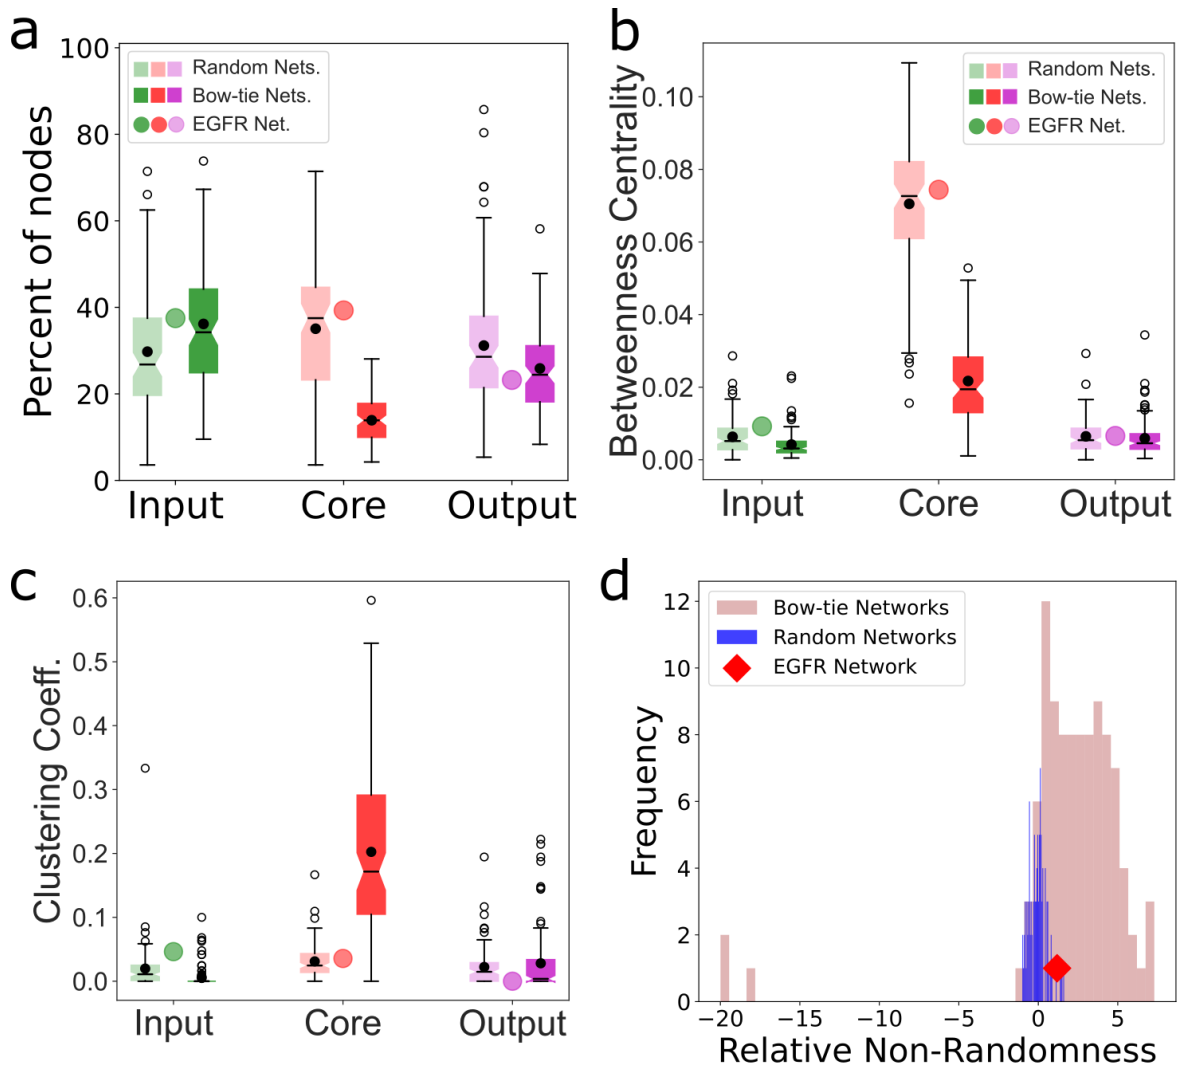 a
100
80
60
40
20
0
Percent of nodes
Random Nets.
Bow-tie Nets.
EGFR Net.
Input Core Output
b
0.10
0.08
0.06
0.04
0.02
0.00
Betweenness Centrality
Random Nets.
Bow-tie Nets.
EGFR Net.
Input Core Output
c
0.6
0.5
0.4
0.3
0.2
0.1
0.0
Clustering Coeff.
Input Core Output
d
12
10
8
6
4
2
0
Frequency
Bow-tie Networks
Random Networks
EGFR Network
−20 −15 −10 −5 0 5
Relative Non-Randomness